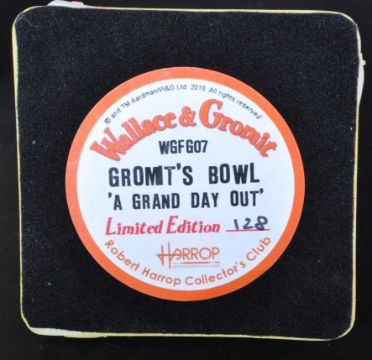 © and TM Aardman/W&G Ltd 2016 All rights reserved
Wallace & Gromit
WGFG07
GROMIT'S BOWL
'A GRAND DAY OUT'
Limited Edition 128
HARROP
Robert Harrop Collector's Club